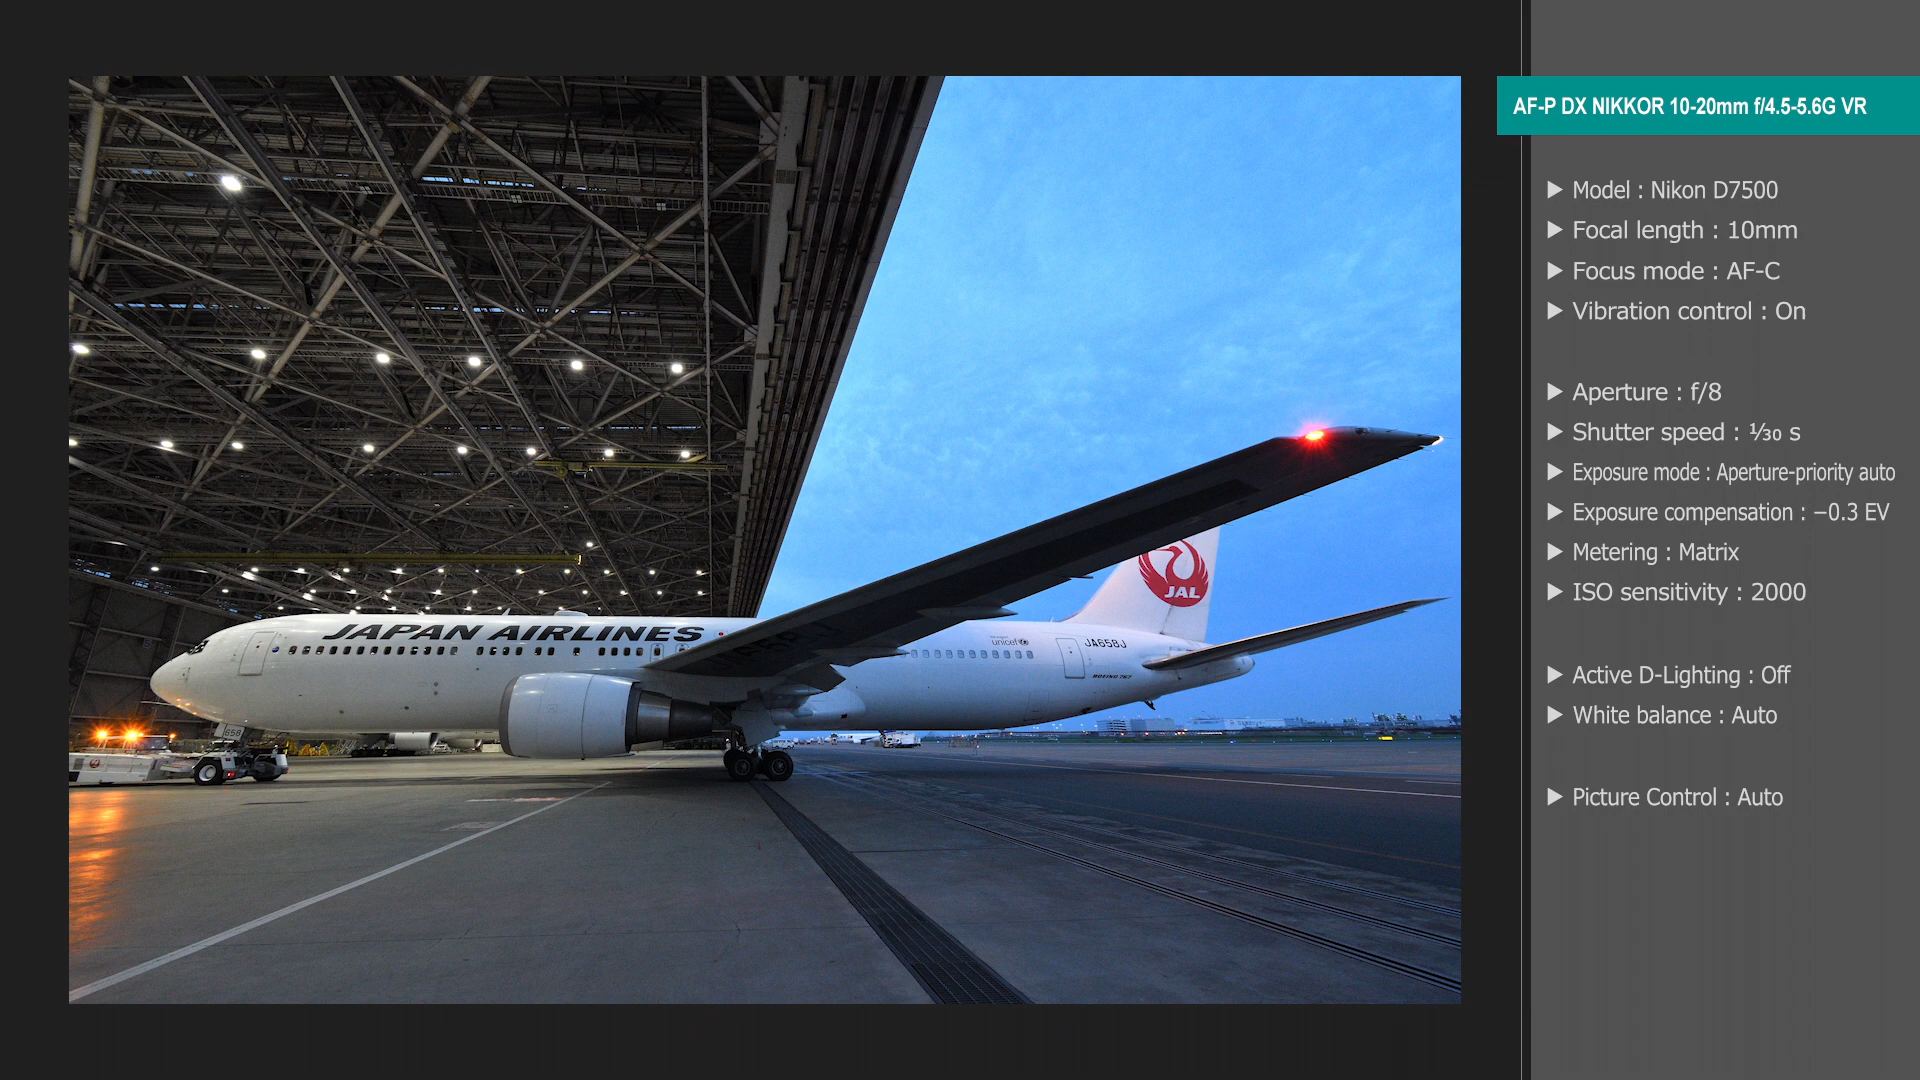 AF-P DX NIKKOR 10-20mm f/4.5-5.6G VR
▶ Model : Nikon D7500
▶ Focal length : 10mm
▶ Focus mode : AF-C
▶ Vibration control : On
▶ Aperture : f/8
▶ Shutter speed : 1/30 s
▶ Exposure mode : Aperture-priority auto
▶ Exposure compensation : −0.3 EV
▶ Metering : Matrix
▶ ISO sensitivity : 2000
▶ Active D-Lighting : Off
▶ White balance : Auto
▶ Picture Control : Auto
JAPAN AIRLINES
JAL
unicef
JA658J
BOEING 767
658